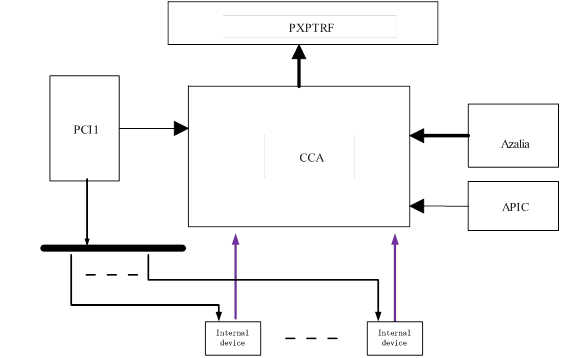 PXPTRF
PCI1
CCA
Azalia
APIC
Internal
device
Internal
device